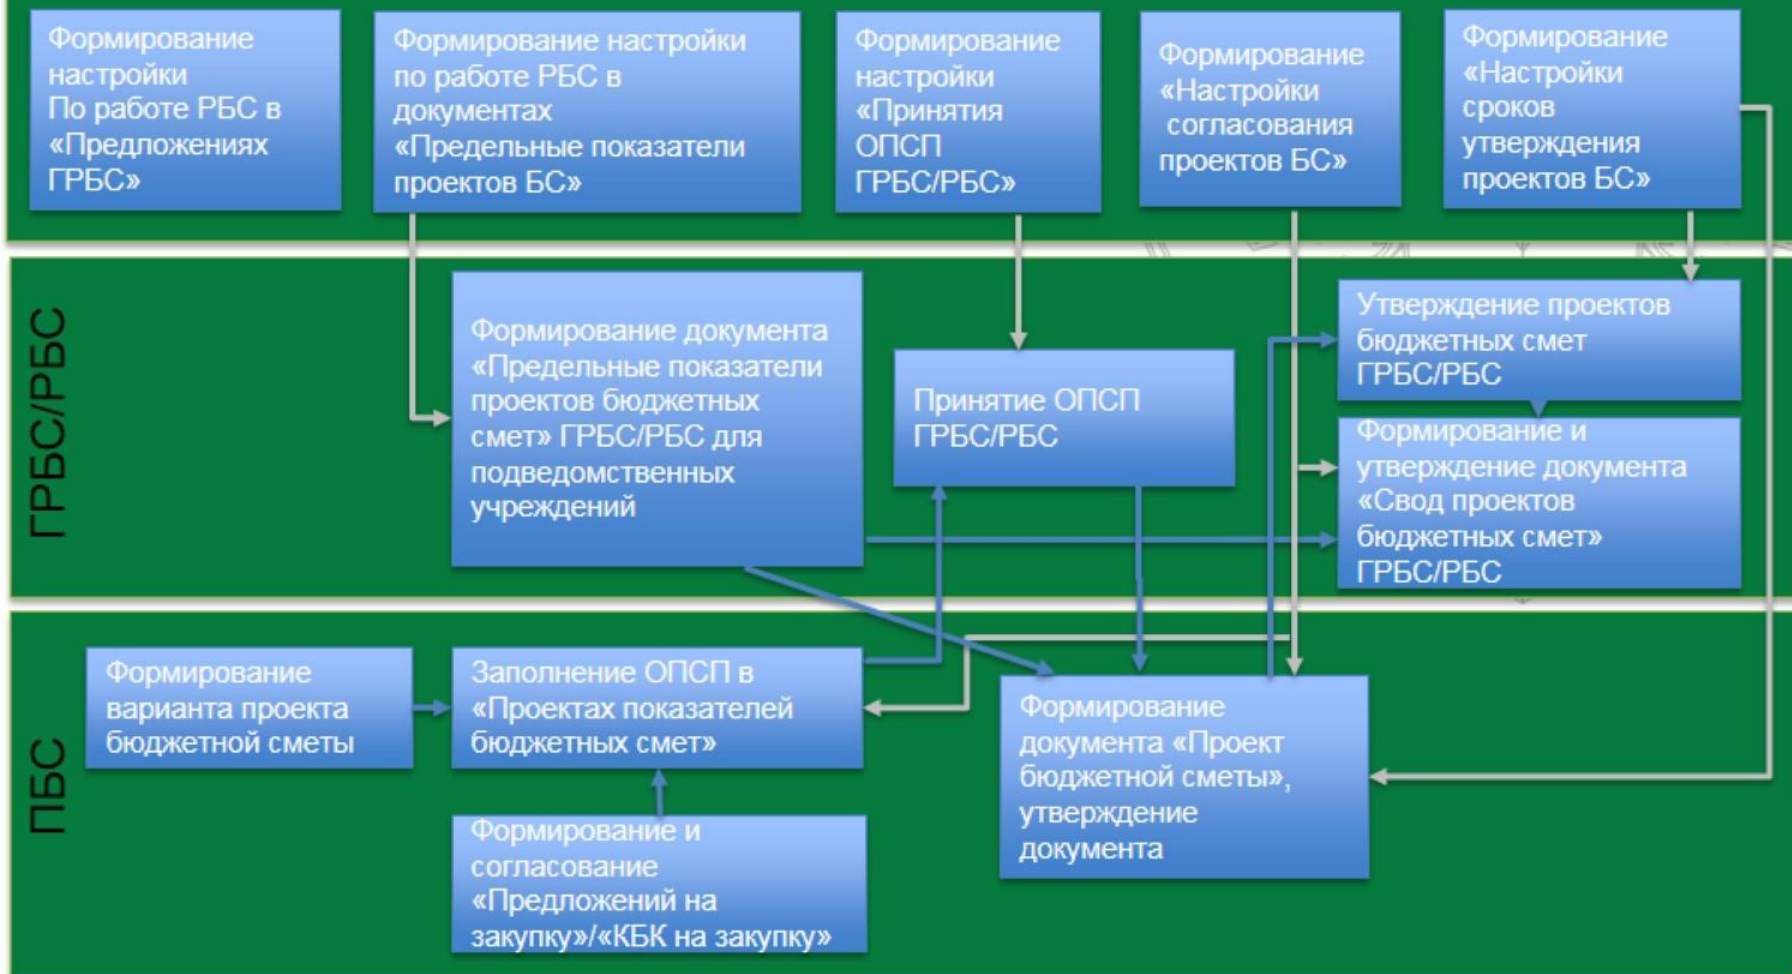 Формирование
настройки
По работе РБС в
«Предложениях
ГРБС»
Формирование настройки
по работе РБС в
документах
«Предельные показатели
проектов БС»
Формирование
настройки
«Принятия
ОПСП
ГРБС/РБС»
Формирование
«Настройки
согласования
проектов БС»
Формирование
«Настройки
сроков
утверждения
проектов БС»
ГРБС/РБС
Формирование документа
«Предельные показатели
проектов бюджетных
смет» ГРБС/РБС для
подведомственных
учреждений
Принятие ОПСП
ГРБС/РБС
Утверждение проектов
бюджетных смет
ГРБС/РБС
Формирование и
утверждение документа
«Свод проектов
бюджетных смет»
ГРБС/РБС
ПБС
Формирование
варианта проекта
бюджетной сметы
Заполнение ОПСП в
«Проектах показателей
бюджетных смет»
Формирование и
согласование
«Предложений на
закупку»/«КБК на закупку»
Формирование
документа «Проект
бюджетной сметы»,
утверждение
документа